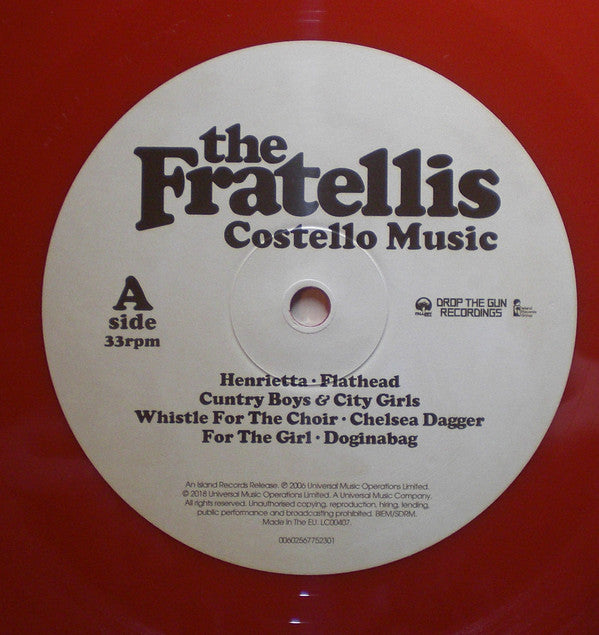 the
Fratellis
Costello Music
A
side
33rpm
DROP THE GUN
RECORDINGS
Henrietta · Flathead
Cuntry Boys & City Girls
Whistle For The Choir · Chelsea Dagger
For The Girl · Doginabag
An Island Records Release. ℗ 2006 Universal Music Operations Limited.
© 2018 Universal Music Operations Limited. A Universal Music Company.
All rights reserved. Unauthorised copying, reproduction, hiring, lending,
public performance and broadcasting prohibited. BIEM/SDRM.
Made In The EU. LC00407
00602567752301